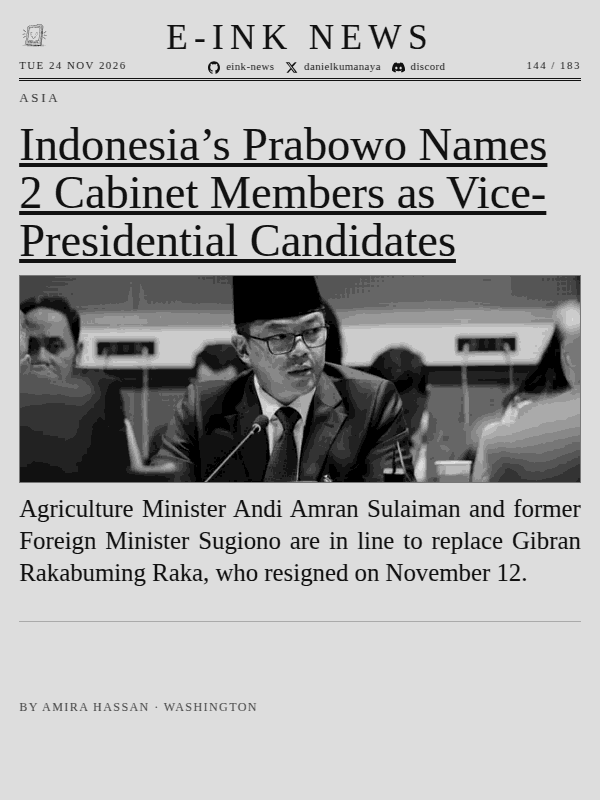 E-INK NEWS
TUE 24 NOV 2026
eink-news
danielkumanaya
discord
144 / 183
ASIA
Indonesia’s Prabowo Names
2 Cabinet Members as Vice-
Presidential Candidates
Agriculture Minister Andi Amran Sulaiman and former
Foreign Minister Sugiono are in line to replace Gibran
Rakabuming Raka, who resigned on November 12.
BY AMIRA HASSAN · WASHINGTON